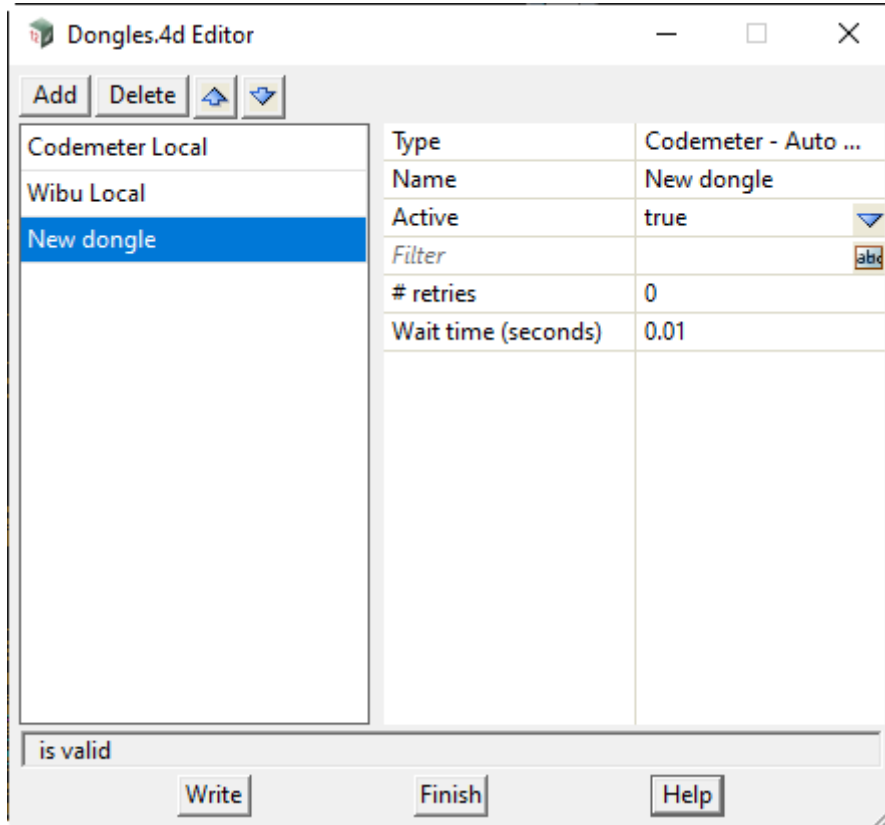 Dongles.4d Editor
Add Delete
Codemeter Local
Wibu Local
New dongle
Type Codemeter - Auto ...
Name New dongle
Active true
Filter abc
# retries 0
Wait time (seconds) 0.01
is valid
Write Finish Help